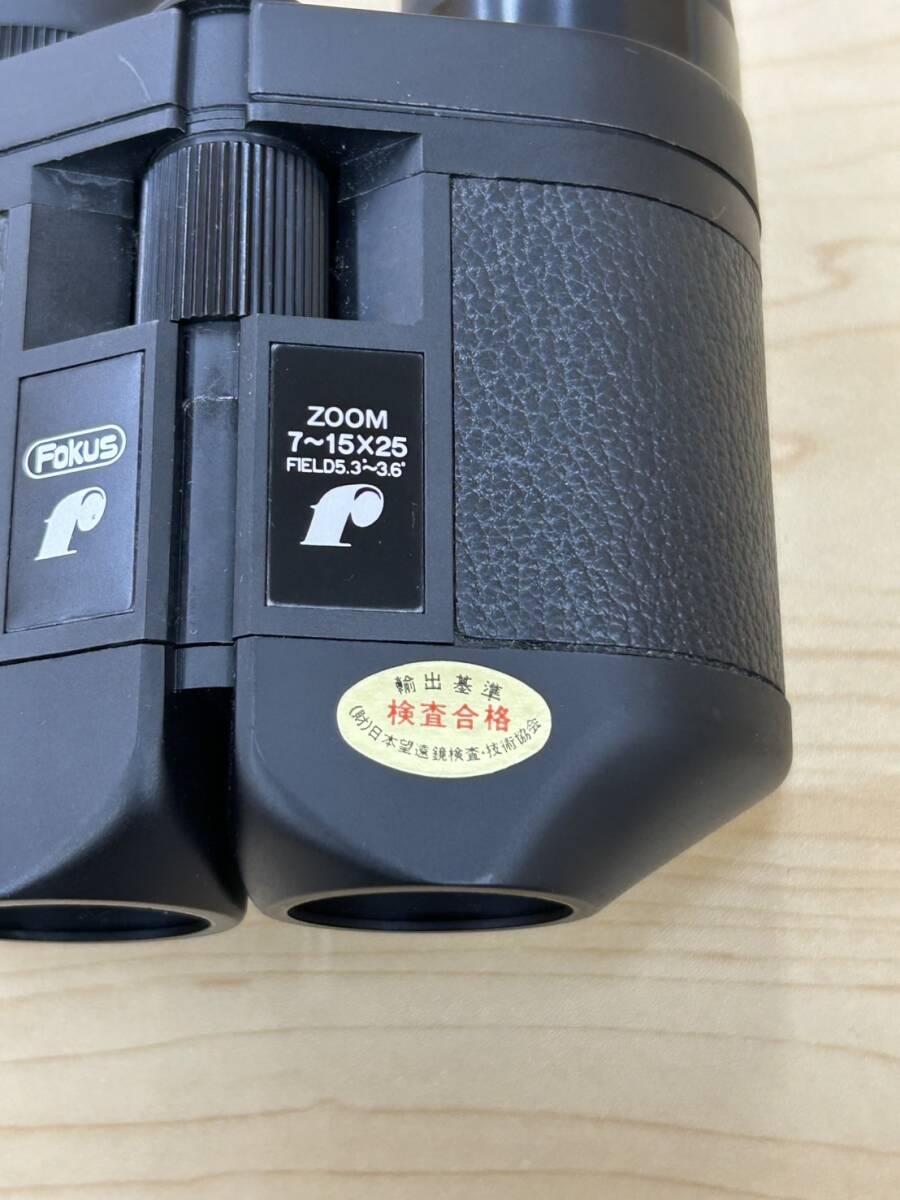 FOKUS
ZOOM
7~15X25
FIELD5.3°~3.6°
輸出基準
検査合格
(財)日本望遠鏡検査・技術協会